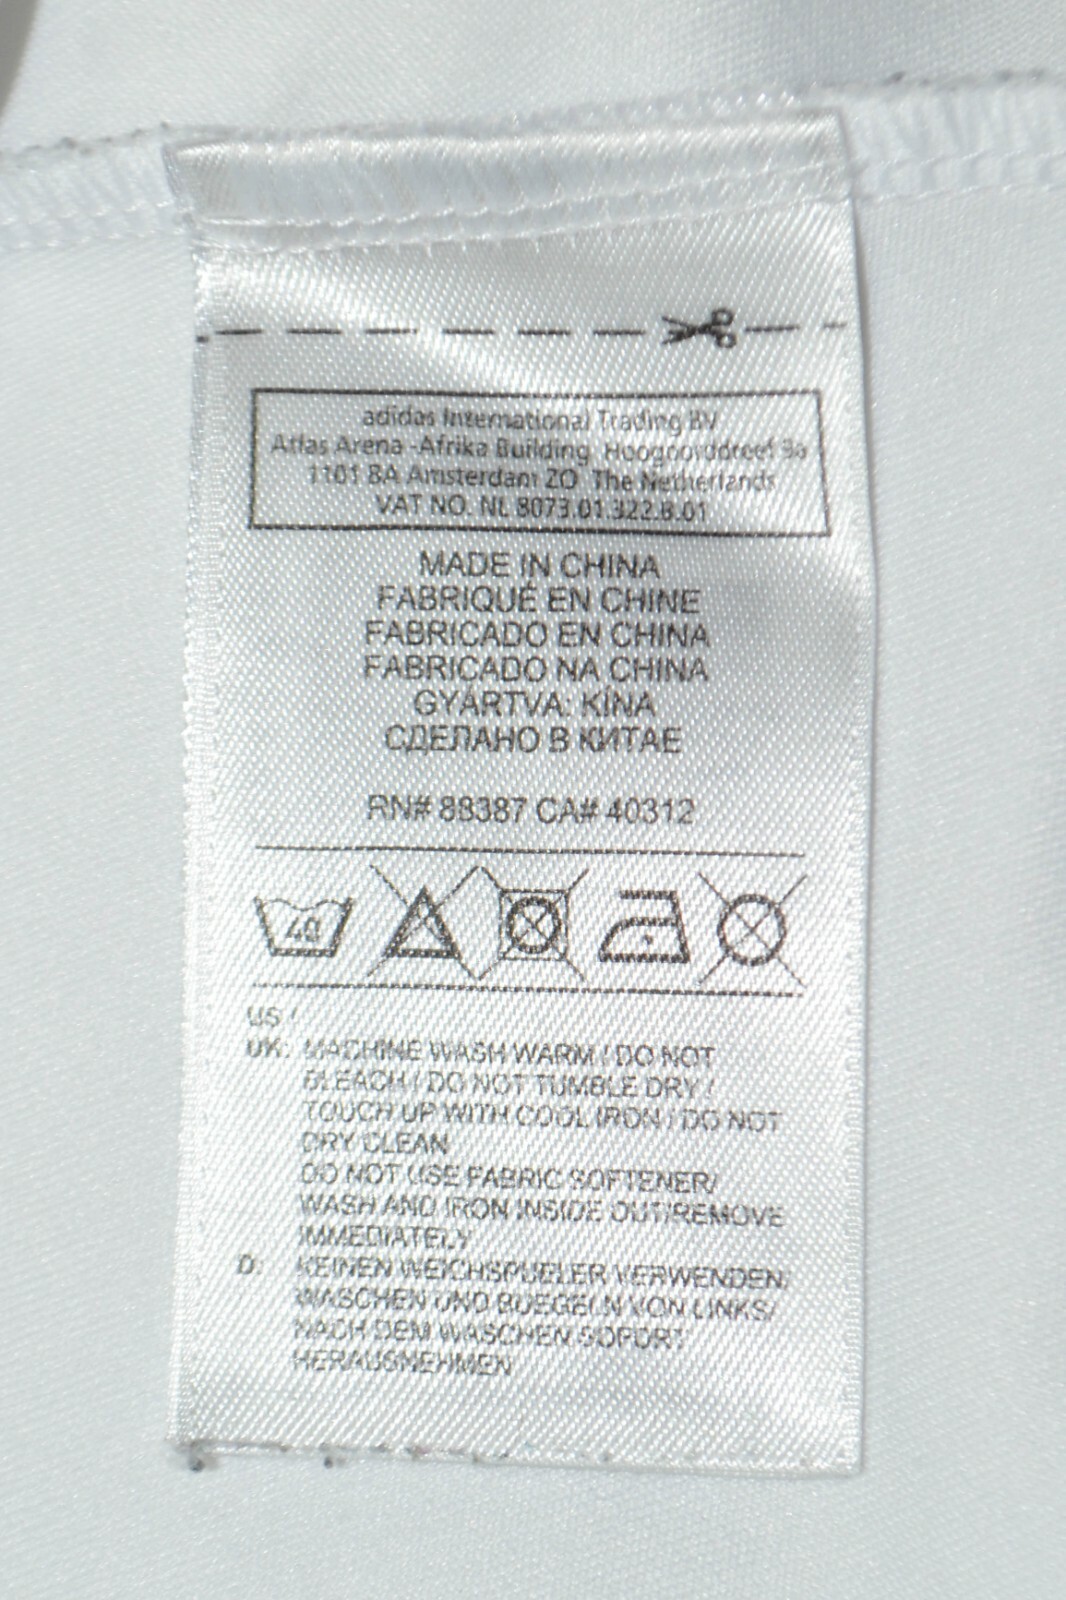 adidas International Trading BV
Atlas Arena -Afrika Building Hoogoorddreef 9a
1101 BA Amsterdam ZO The Netherlands
VAT NO. NL 8073.01.322.B.01
MADE IN CHINA
FABRIQUÉ EN CHINE
FABRICADO EN CHINA
FABRICADO NA CHINA
GYÁRTVA: KÍNA
СДЕЛАНО В КИТАЕ
RN# 88387 CA# 40312
40
US /
UK: MACHINE WASH WARM / DO NOT
BLEACH / DO NOT TUMBLE DRY /
TOUCH UP WITH COOL IRON / DO NOT
DRY CLEAN
DO NOT USE FABRIC SOFTENER/
WASH AND IRON INSIDE OUT/REMOVE
IMMEDIATELY
D: KEINEN WEICHSPUELER VERWENDEN/
WASCHEN UND BUEGELN VON LINKS/
NACH DEM WASCHEN SOFORT
HERAUSNEHMEN